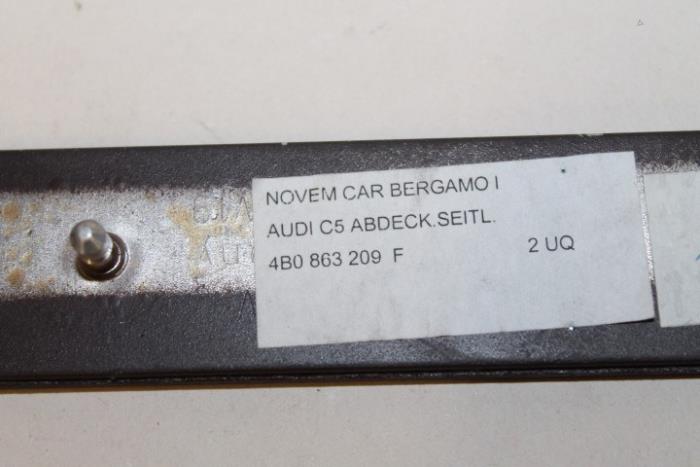 NOVEM CAR BERGAMO I
AUDI C5 ABDECK.SEITL.
4B0 863 209 F 2 UQ